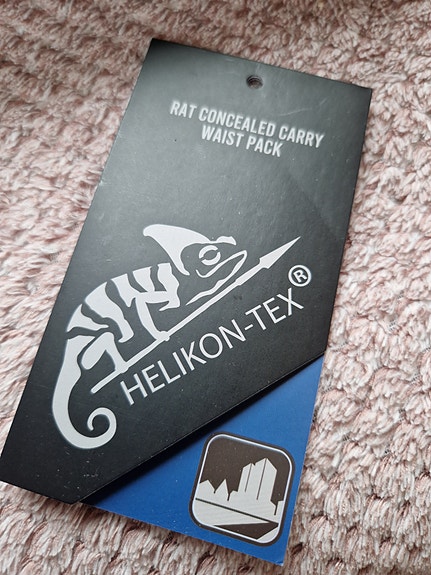 RAT CONCEALED CARRY
WAIST PACK
HELIKON-TEX®